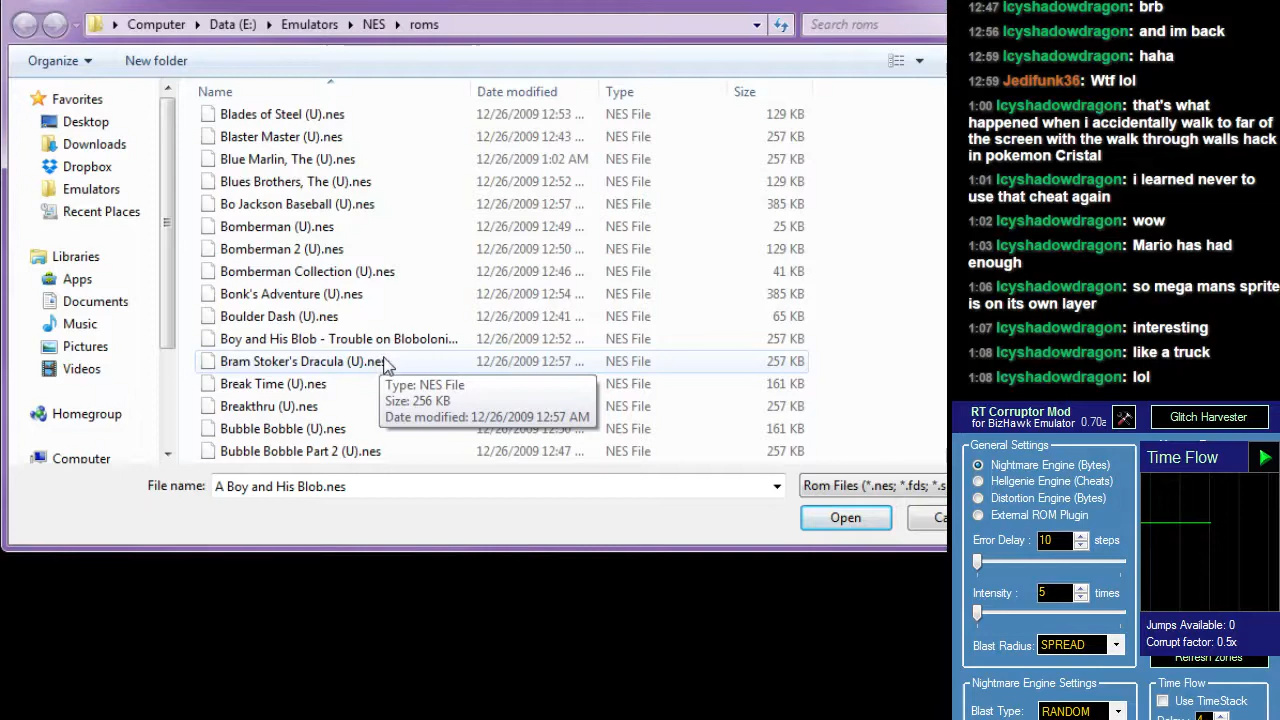 Computer ▸ Data (E:) ▸ Emulators ▸ NES ▸ roms
Search roms
Organize
New folder
Favorites
Desktop
Downloads
Dropbox
Emulators
Recent Places
Libraries
Apps
Documents
Music
Pictures
Videos
Homegroup
Computer
Name Date modified Type Size
Blades of Steel (U).nes 12/26/2009 12:53 ... NES File 129 KB
Blaster Master (U).nes 12/26/2009 12:43 ... NES File 257 KB
Blue Marlin, The (U).nes 12/26/2009 1:02 AM NES File 257 KB
Blues Brothers, The (U).nes 12/26/2009 12:52 ... NES File 129 KB
Bo Jackson Baseball (U).nes 12/26/2009 12:57 ... NES File 385 KB
Bomberman (U).nes 12/26/2009 12:49 ... NES File 25 KB
Bomberman 2 (U).nes 12/26/2009 12:50 ... NES File 129 KB
Bomberman Collection (U).nes 12/26/2009 12:46 ... NES File 41 KB
Bonk's Adventure (U).nes 12/26/2009 12:54 ... NES File 385 KB
Boulder Dash (U).nes 12/26/2009 12:41 ... NES File 65 KB
Boy and His Blob - Trouble on Bloboloni... 12/26/2009 12:52 ... NES File 257 KB
Bram Stoker's Dracula (U).nes 12/26/2009 12:57 ... NES File 257 KB
Break Time (U).nes 161 KB
Breakthru (U).nes 257 KB
Bubble Bobble (U).nes 12/26/2009 12:51 ... NES File 161 KB
Bubble Bobble Part 2 (U).nes 12/26/2009 12:47 ... NES File 257 KB
Type: NES File
Size: 256 KB
Date modified: 12/26/2009 12:57 AM
File name: A Boy and His Blob.nes
Rom Files (*.nes; *.fds; *.s
Open
Ca
12:47 Icyshadowdragon: brb
12:56 Icyshadowdragon: and im back
12:59 Icyshadowdragon: haha
12:59 Jedifunk36: Wtf lol
1:00 Icyshadowdragon: that's what
happened when i accidentally walk to far of
the screen with the walk through walls hack
in pokemon Cristal
1:01 Icyshadowdragon: i learned never to
use that cheat again
1:02 Icyshadowdragon: wow
1:03 Icyshadowdragon: Mario has had
enough
1:06 Icyshadowdragon: so mega mans sprite
is on its own layer
1:07 Icyshadowdragon: interesting
1:08 Icyshadowdragon: like a truck
1:08 Icyshadowdragon: lol
RT Corruptor Mod
for BizHawk Emulator 0.70a
Glitch Harvester
General Settings
Nightmare Engine (Bytes)
Hellgenie Engine (Cheats)
Distortion Engine (Bytes)
External ROM Plugin
Error Delay : 10 steps
Intensity : 5 times
Blast Radius: SPREAD
Time Flow
Jumps Available: 0
Corrupt factor: 0.5x
Refresh zones
Nightmare Engine Settings
Blast Type: RANDOM
Time Flow
Use TimeStack